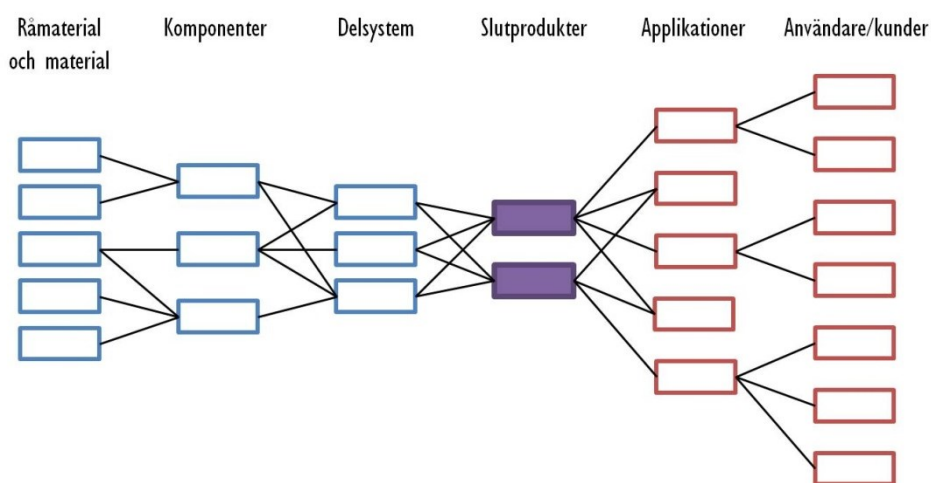 Råmaterial
och material
Komponenter
Delsystem
Slutprodukter
Applikationer
Användare/kunder